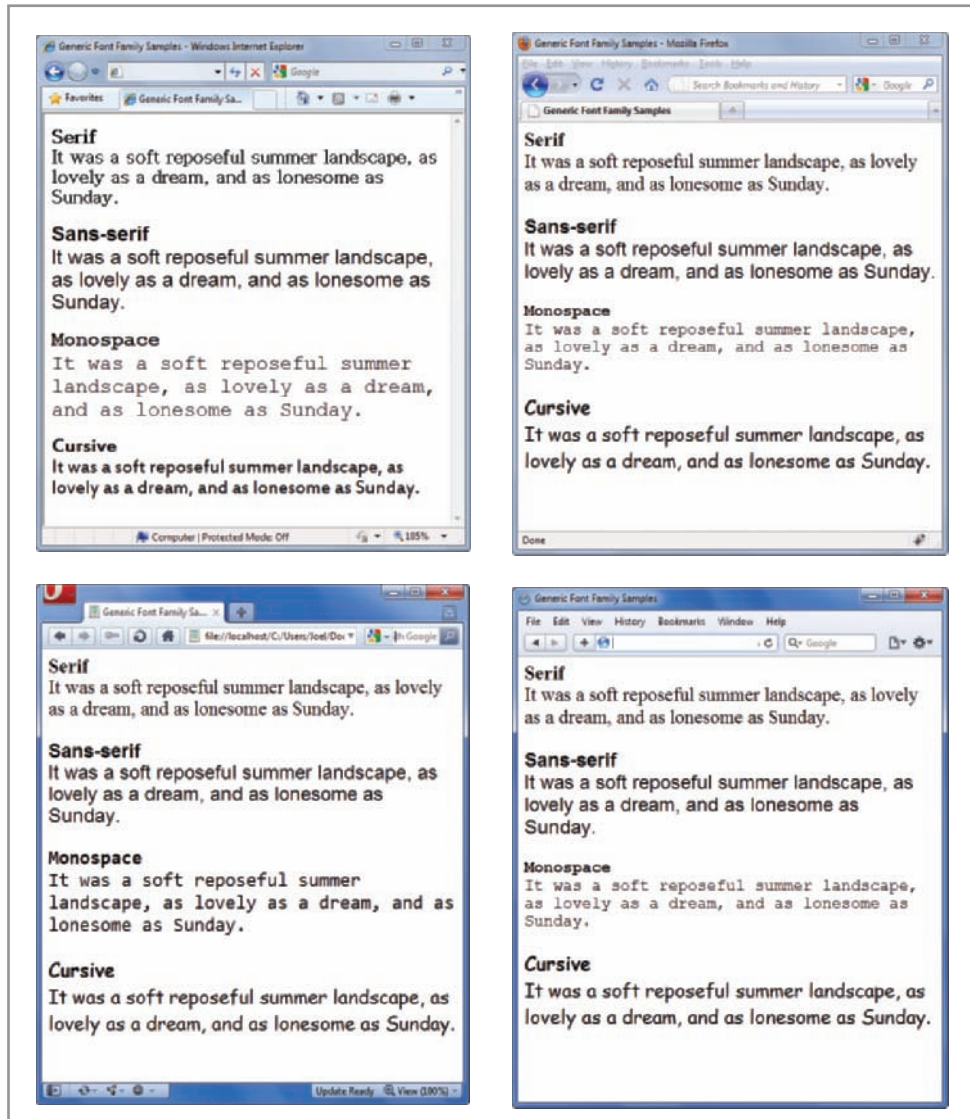 Generic Font Family Samples - Windows Internet Explorer
Google
Favorites Generic Font Family Sa...
Serif
It was a soft reposeful summer landscape, as
lovely as a dream, and as lonesome as
Sunday.
Sans-serif
It was a soft reposeful summer landscape,
as lovely as a dream, and as lonesome as
Sunday.
Monospace
It was a soft reposeful summer
landscape, as lovely as a dream,
and as lonesome as Sunday.
Cursive
It was a soft reposeful summer landscape, as
lovely as a dream, and as lonesome as Sunday.
Computer | Protected Mode: Off 105%
Generic Font Family Samples - Mozilla Firefox
File Edit View History Bookmarks Tools Help
Search Bookmarks and History Google
Generic Font Family Samples
Serif
It was a soft reposeful summer landscape, as lovely
as a dream, and as lonesome as Sunday.
Sans-serif
It was a soft reposeful summer landscape, as
lovely as a dream, and as lonesome as Sunday.
Monospace
It was a soft reposeful summer landscape,
as lovely as a dream, and as lonesome as
Sunday.
Cursive
It was a soft reposeful summer landscape, as
lovely as a dream, and as lonesome as Sunday.
Done
Generic Font Family Sa...
file://localhost/C:/Users/Joel/Do Google
Serif
It was a soft reposeful summer landscape, as lovely
as a dream, and as lonesome as Sunday.
Sans-serif
It was a soft reposeful summer landscape, as
lovely as a dream, and as lonesome as
Sunday.
Monospace
It was a soft reposeful summer
landscape, as lovely as a dream, and as
lonesome as Sunday.
Cursive
It was a soft reposeful summer landscape, as
lovely as a dream, and as lonesome as Sunday.
Update Ready View (100%)
Generic Font Family Samples
File Edit View History Bookmarks Window Help
Google
Serif
It was a soft reposeful summer landscape, as lovely
as a dream, and as lonesome as Sunday.
Sans-serif
It was a soft reposeful summer landscape, as
lovely as a dream, and as lonesome as
Sunday.
Monospace
It was a soft reposeful summer landscape,
as lovely as a dream, and as lonesome as
Sunday.
Cursive
It was a soft reposeful summer landscape, as
lovely as a dream, and as lonesome as Sunday.